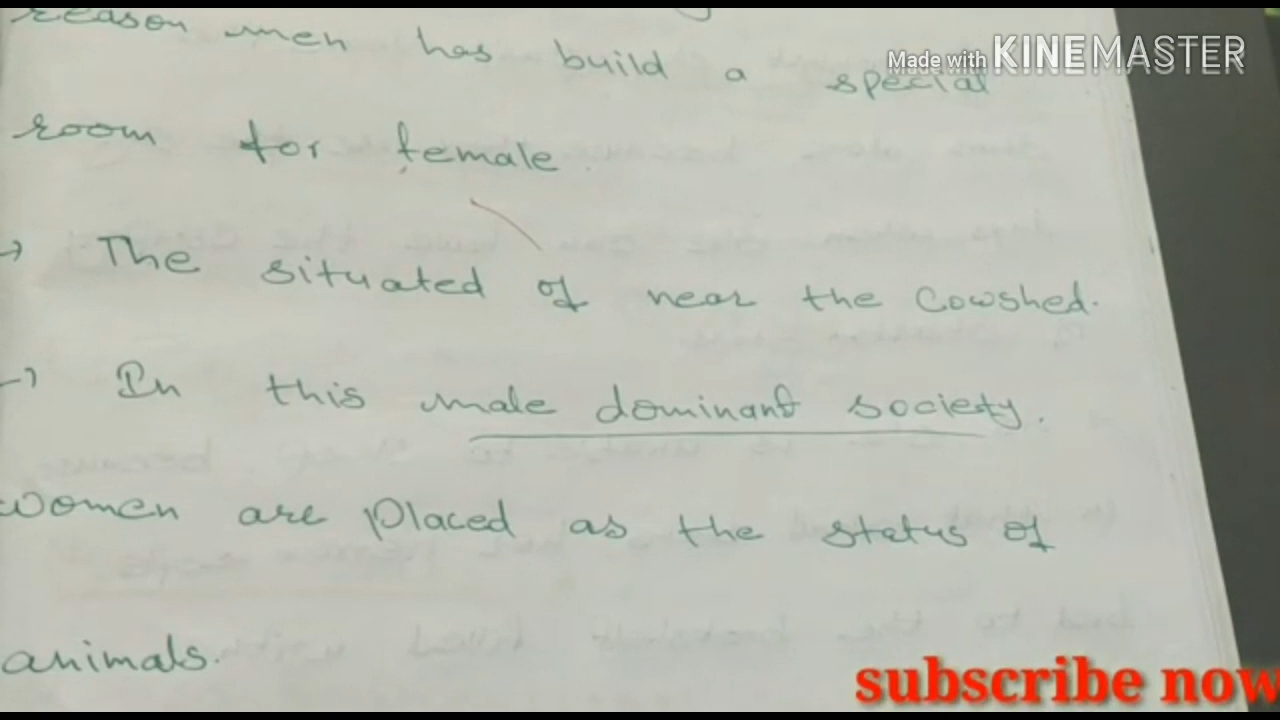 reason men has build a special
room for female.
→ The situated of near the cowshed.
→ In this male dominant society.
women are placed as the status of
animals.
Made with KINEMASTER
subscribe now